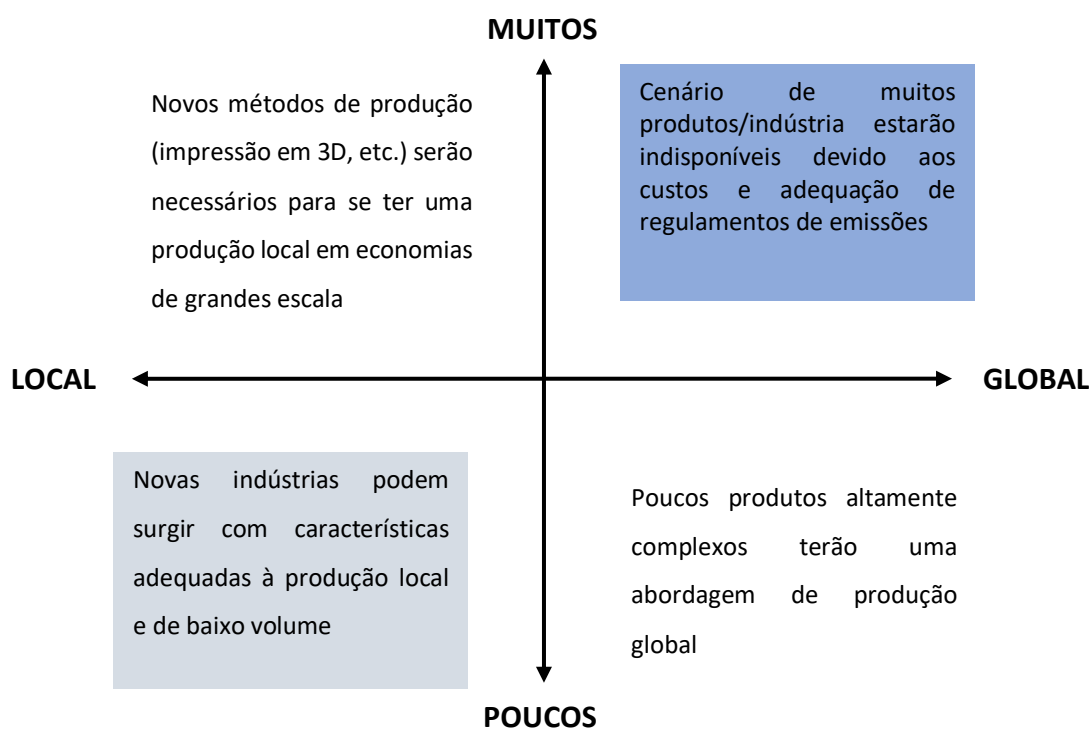 MUITOS
Novos métodos de produção
(impressão em 3D, etc.) serão
necessários para se ter uma
produção local em economias
de grandes escala
Cenário de muitos
produtos/indústria estarão
indisponíveis devido aos
custos e adequação de
regulamentos de emissões
LOCAL
GLOBAL
Novas indústrias podem
surgir com características
adequadas à produção local
e de baixo volume
Poucos produtos altamente
complexos terão uma
abordagem de produção
global
POUCOS